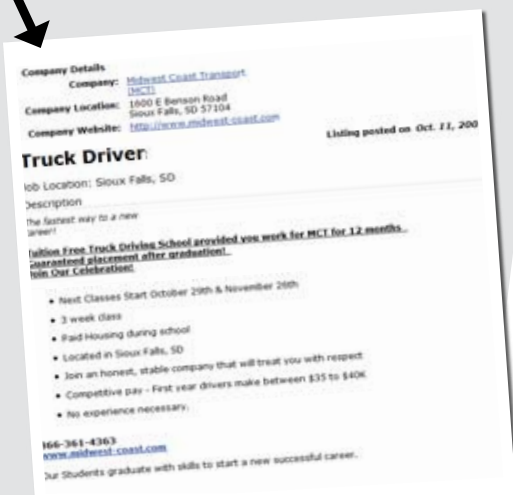 Company Details
Company: Midwest Coast Transport
(MCT)
Company Location: 1600 E Benson Road
Sioux Falls, SD 57104
Company Website: http://www.midwest-coast.com
Listing posted on Oct. 11, 200
Truck Driver
Job Location: Sioux Falls, SD
Description
The fastest way to a new
career!
Tuition Free Truck Driving School provided you work for MCT for 12 months
Guaranteed placement after graduation!
Join Our Celebration!
• Next Classes Start October 29th & November 26th
• 3 week class
• Paid Housing during school
• Located in Sioux Falls, SD
• Join an honest, stable company that will treat you with respect
• Competitive pay - First year drivers make between $35 to $40K
• No experience necessary.
866-361-4363
www.midwest-coast.com
Our Students graduate with skills to start a new successful career.